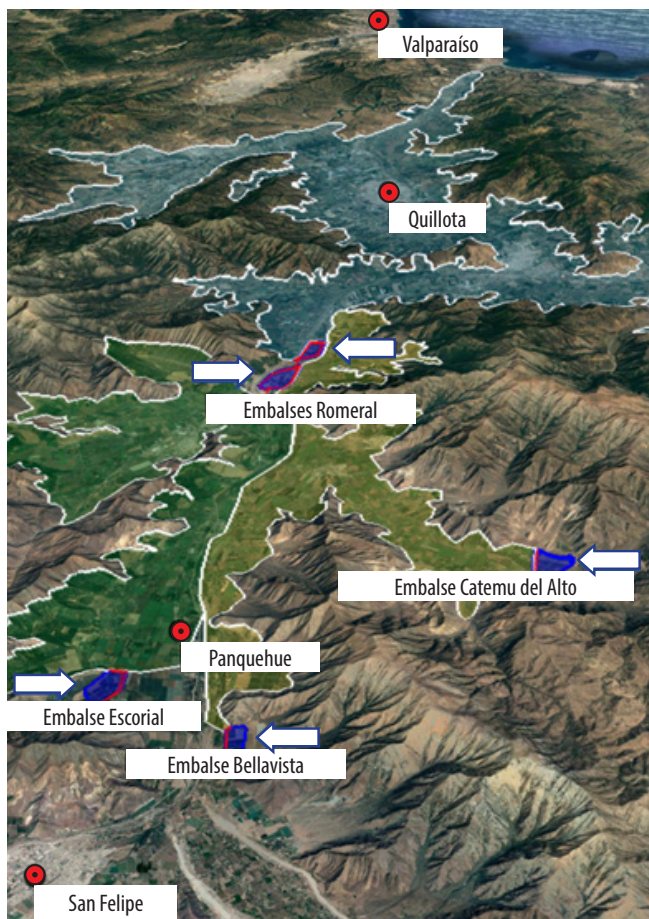 Valparaíso
Quillota
Embalses Romeral
Embalse Catemu del Alto
Panquehue
Embalse Escorial
Embalse Bellavista
San Felipe